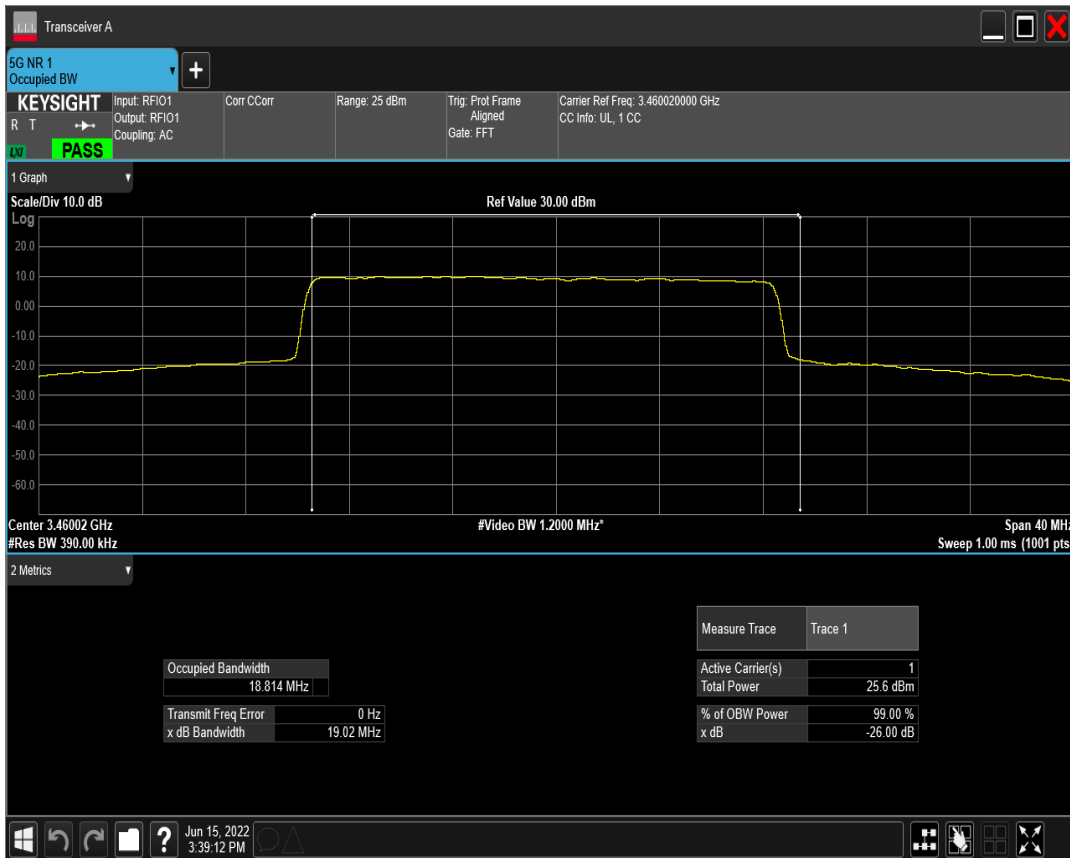 Transceiver A
5G NR 1
Occupied BW
+
KEYSIGHT
R T
LXI
PASS
Input: RFIO1
Output: RFIO1
Coupling: AC
Corr CCorr
Range: 25 dBm
Trig: Prot Frame
Aligned
Gate: FFT
Carrier Ref Freq: 3.460020000 GHz
CC Info: UL, 1 CC
1 Graph
Scale/Div 10.0 dB
Ref Value 30.00 dBm
Log
20.0
10.0
0.00
-10.0
-20.0
-30.0
-40.0
-50.0
-60.0
Center 3.46002 GHz
#Video BW 1.2000 MHz*
Span 40 MHz
#Res BW 390.00 kHz
Sweep 1.00 ms (1001 pts
2 Metrics
Measure Trace Trace 1
Occupied Bandwidth
18.814 MHz
Active Carrier(s) 1
Total Power 25.6 dBm
Transmit Freq Error 0 Hz
x dB Bandwidth 19.02 MHz
% of OBW Power 99.00 %
x dB -26.00 dB
?
Jun 15, 2022
3:39:12 PM